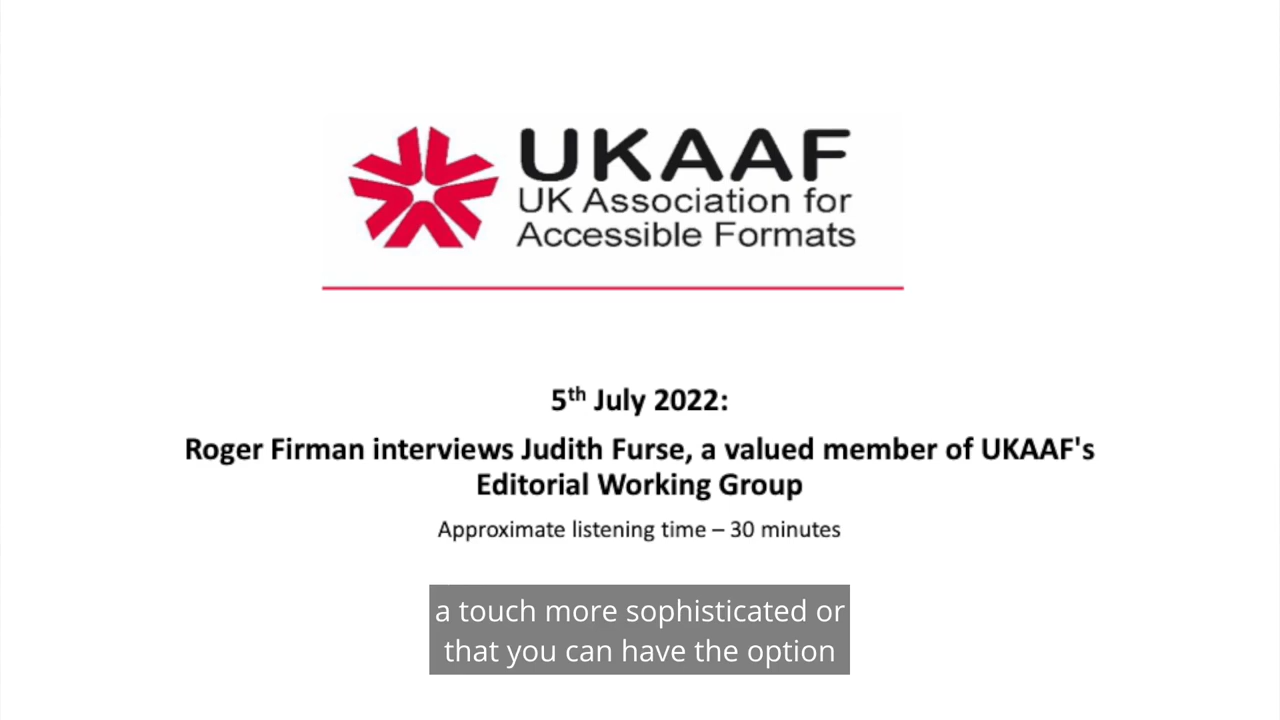 UKAAF
UK Association for
Accessible Formats
5th July 2022:
Roger Firman interviews Judith Furse, a valued member of UKAAF's
Editorial Working Group
Approximate listening time – 30 minutes
a touch more sophisticated or
that you can have the option